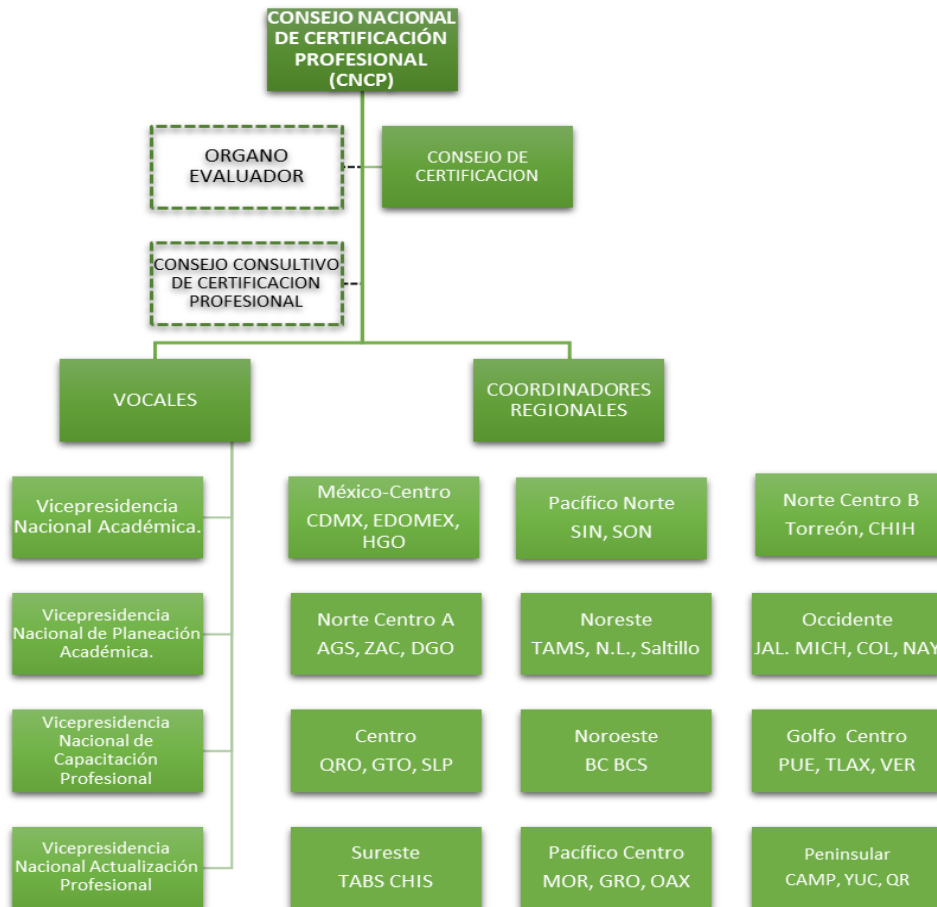 CONSEJO NACIONAL
DE CERTIFICACIÓN
PROFESIONAL
(CNCP)
ORGANO
EVALUADOR
CONSEJO DE
CERTIFICACION
CONSEJO CONSULTIVO
DE CERTIFICACION
PROFESIONAL
VOCALES
COORDINADORES
REGIONALES
Vicepresidencia
Nacional Académica.
México-Centro
CDMX, EDOMEX,
HGO
Pacífico Norte
SIN, SON
Norte Centro B
Torreón, CHIH
Vicepresidencia
Nacional de Planeación
Académica.
Norte Centro A
AGS, ZAC, DGO
Noreste
TAMS, N.L., Saltillo
Occidente
JAL. MICH, COL, NAY
Vicepresidencia
Nacional de
Capacitación
Profesional
Centro
QRO, GTO, SLP
Noroeste
BC BCS
Golfo Centro
PUE, TLAX, VER
Vicepresidencia
Nacional Actualización
Profesional
Sureste
TABS CHIS
Pacífico Centro
MOR, GRO, OAX
Peninsular
CAMP, YUC, QR